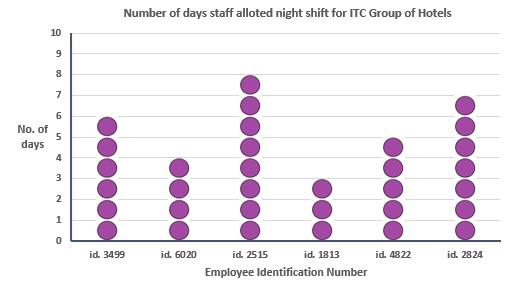 Number of days staff alloted night shift for ITC Group of Hotels
10
9
8
7
6
5
4
3
2
1
0
No. of
days
id. 3499 id. 6020 id. 2515 id. 1813 id. 4822 id. 2824
Employee Identification Number